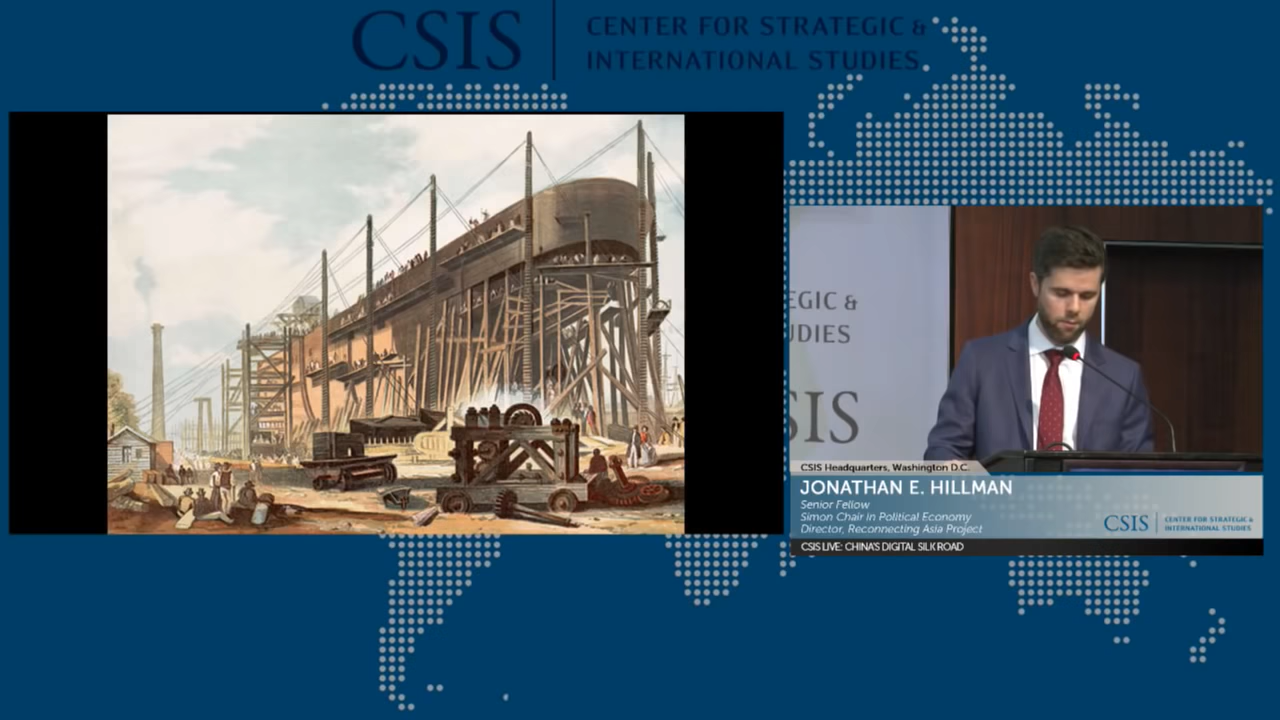 CSIS
CENTER FOR STRATEGIC &
INTERNATIONAL STUDIES
EGIC &
UDIES
SIS
CSIS Headquarters, Washington D.C.
JONATHAN E. HILLMAN
Senior Fellow
Simon Chair in Political Economy
Director, Reconnecting Asia Project
CSIS
CENTER FOR STRATEGIC &
INTERNATIONAL STUDIES
CSIS LIVE: CHINA'S DIGITAL SILK ROAD